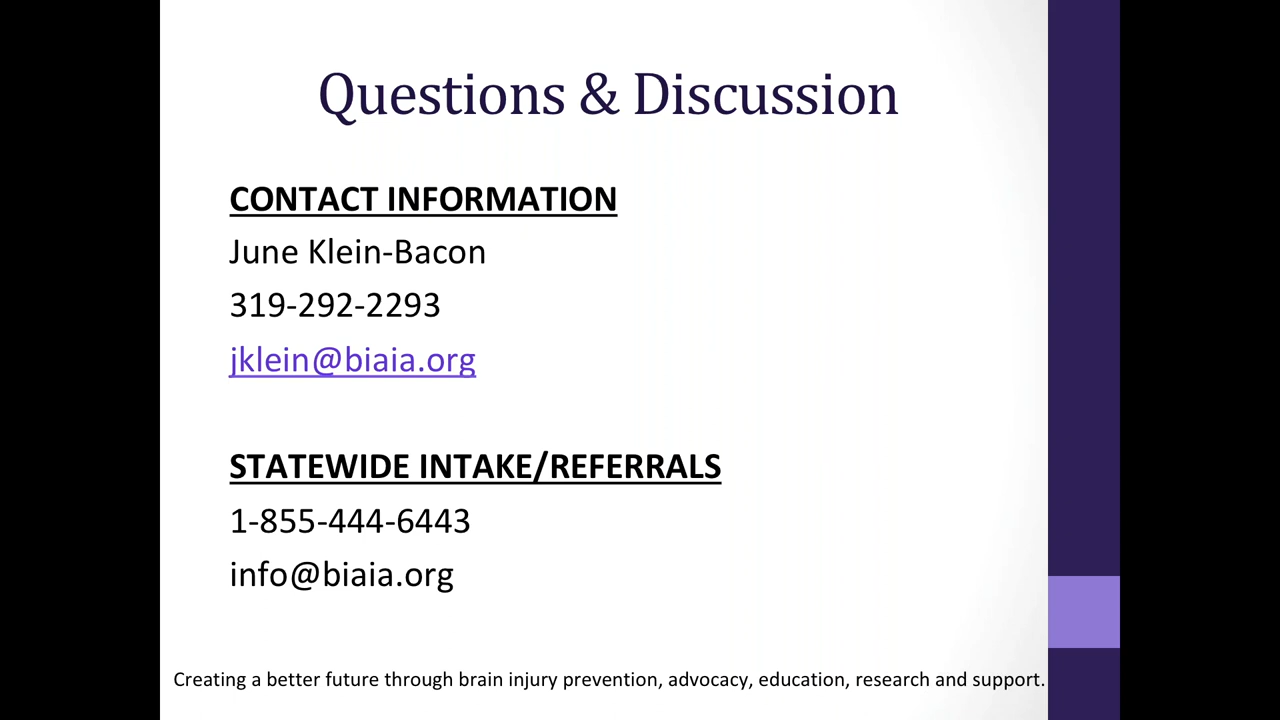 Questions & Discussion
CONTACT INFORMATION
June Klein-Bacon
319-292-2293
jklein@biaia.org
STATEWIDE INTAKE/REFERRALS
1-855-444-6443
info@biaia.org
Creating a better future through brain injury prevention, advocacy, education, research and support.